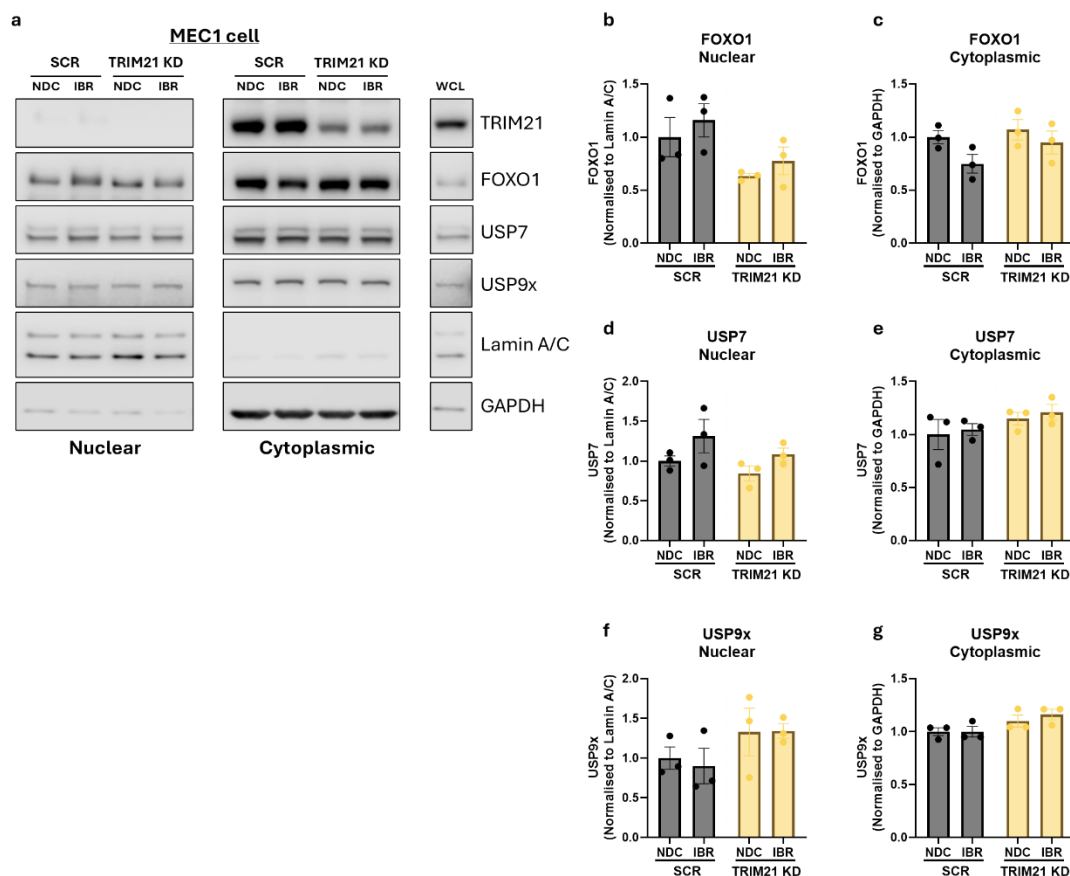 a
MEC1 cell
SCR TRIM21 KD SCR TRIM21 KD
NDC IBR NDC IBR NDC IBR NDC IBR WCL
TRIM21
FOXO1
USP7
USP9x
Lamin A/C
GAPDH
Nuclear Cytoplasmic
b
FOXO1
Nuclear
FOXO1
(Normalised to Lamin A/C)
1.5
1.0
0.5
0.0
NDC IBR NDC IBR
SCR TRIM21 KD
c
FOXO1
Cytoplasmic
FOXO1
(Normalised to GAPDH)
1.5
1.0
0.5
0.0
NDC IBR NDC IBR
SCR TRIM21 KD
d
USP7
Nuclear
USP7
(Normalised to Lamin A/C)
2.0
1.5
1.0
0.5
0.0
NDC IBR NDC IBR
SCR TRIM21 KD
e
USP7
Cytoplasmic
USP7
(Normalised to GAPDH)
1.5
1.0
0.5
0.0
NDC IBR NDC IBR
SCR TRIM21 KD
f
USP9x
Nuclear
USP9x
(Normalised to Lamin A/C)
2.0
1.5
1.0
0.5
0.0
NDC IBR NDC IBR
SCR TRIM21 KD
g
USP9x
Cytoplasmic
USP9x
(Normalised to GAPDH)
1.5
1.0
0.5
0.0
NDC IBR NDC IBR
SCR TRIM21 KD